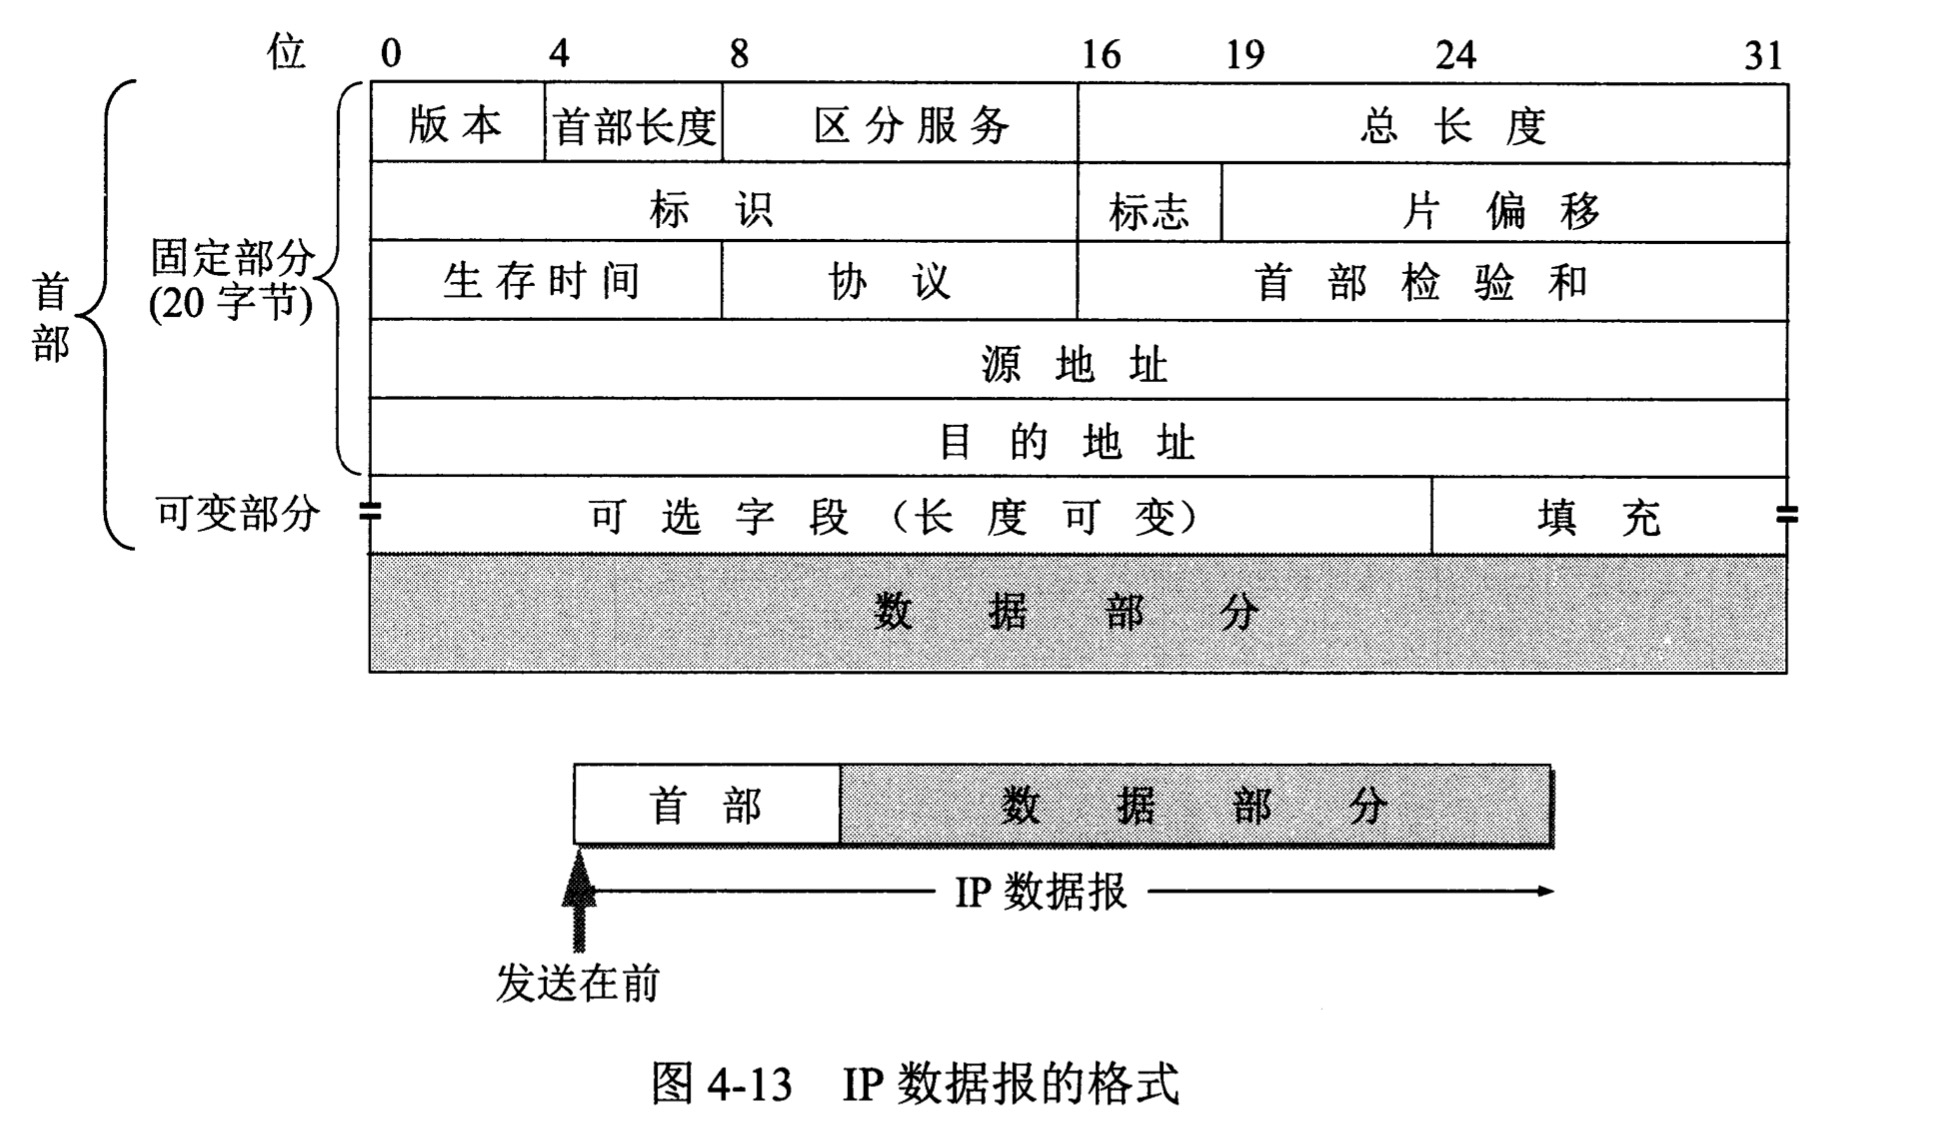 位 0 4 8 16 19 24 31
版本 首部长度 区分服务 总长度
标识 标志 片偏移
固定部分
(20 字节)
生存时间 协议 首部检验和
首部
源地址
目的地址
可变部分 可选字段（长度可变） 填充
数据部分
首部 数据部分
IP 数据报
发送在前
图 4-13 IP 数据报的格式